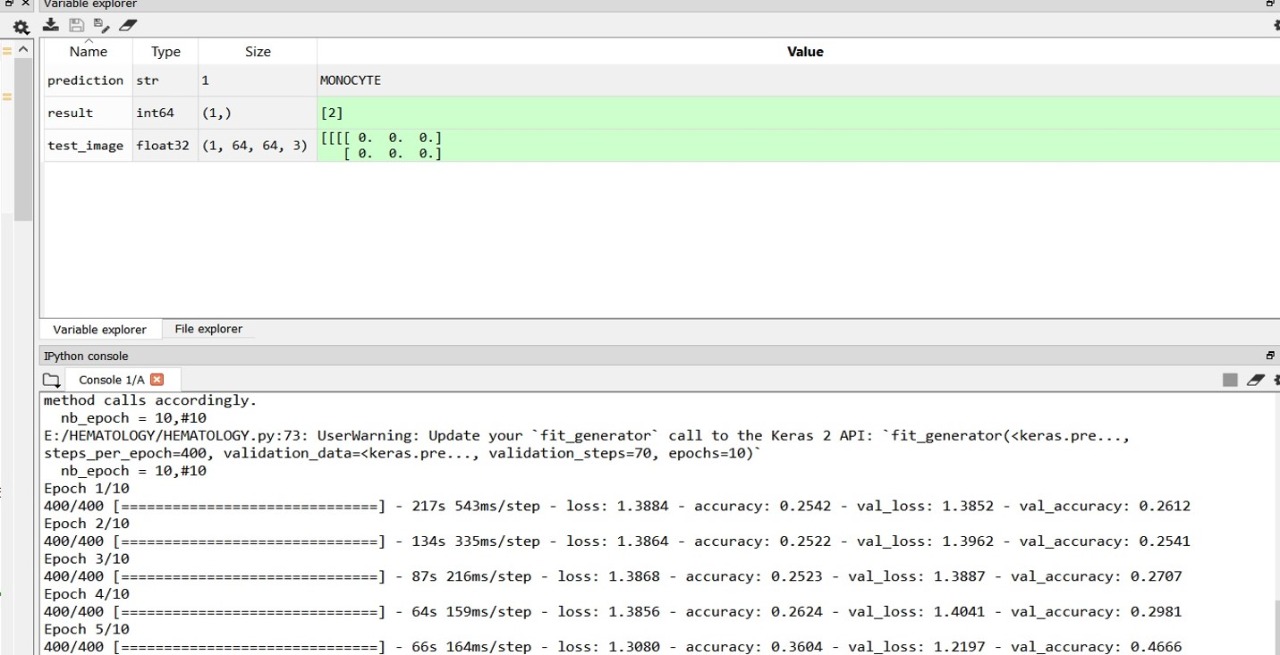 Variable explorer
Name Type Size Value
prediction str 1 MONOCYTE
result int64 (1,) [2]
test_image float32 (1, 64, 64, 3) [[[[ 0. 0. 0.]
[ 0. 0. 0.]
Variable explorer File explorer
IPython console
Console 1/A
method calls accordingly.
nb_epoch = 10,#10
E:/HEMATOLOGY/HEMATOLOGY.py:73: UserWarning: Update your `fit_generator` call to the Keras 2 API: `fit_generator(<keras.pre...,
steps_per_epoch=400, validation_data=<keras.pre..., validation_steps=70, epochs=10)`
nb_epoch = 10,#10
Epoch 1/10
400/400 [==============================] - 217s 543ms/step - loss: 1.3884 - accuracy: 0.2542 - val_loss: 1.3852 - val_accuracy: 0.2612
Epoch 2/10
400/400 [==============================] - 134s 335ms/step - loss: 1.3864 - accuracy: 0.2522 - val_loss: 1.3962 - val_accuracy: 0.2541
Epoch 3/10
400/400 [==============================] - 87s 216ms/step - loss: 1.3868 - accuracy: 0.2523 - val_loss: 1.3887 - val_accuracy: 0.2707
Epoch 4/10
400/400 [==============================] - 64s 159ms/step - loss: 1.3856 - accuracy: 0.2624 - val_loss: 1.4041 - val_accuracy: 0.2981
Epoch 5/10
400/400 [==============================] - 66s 164ms/step - loss: 1.3080 - accuracy: 0.3604 - val_loss: 1.2197 - val_accuracy: 0.4666